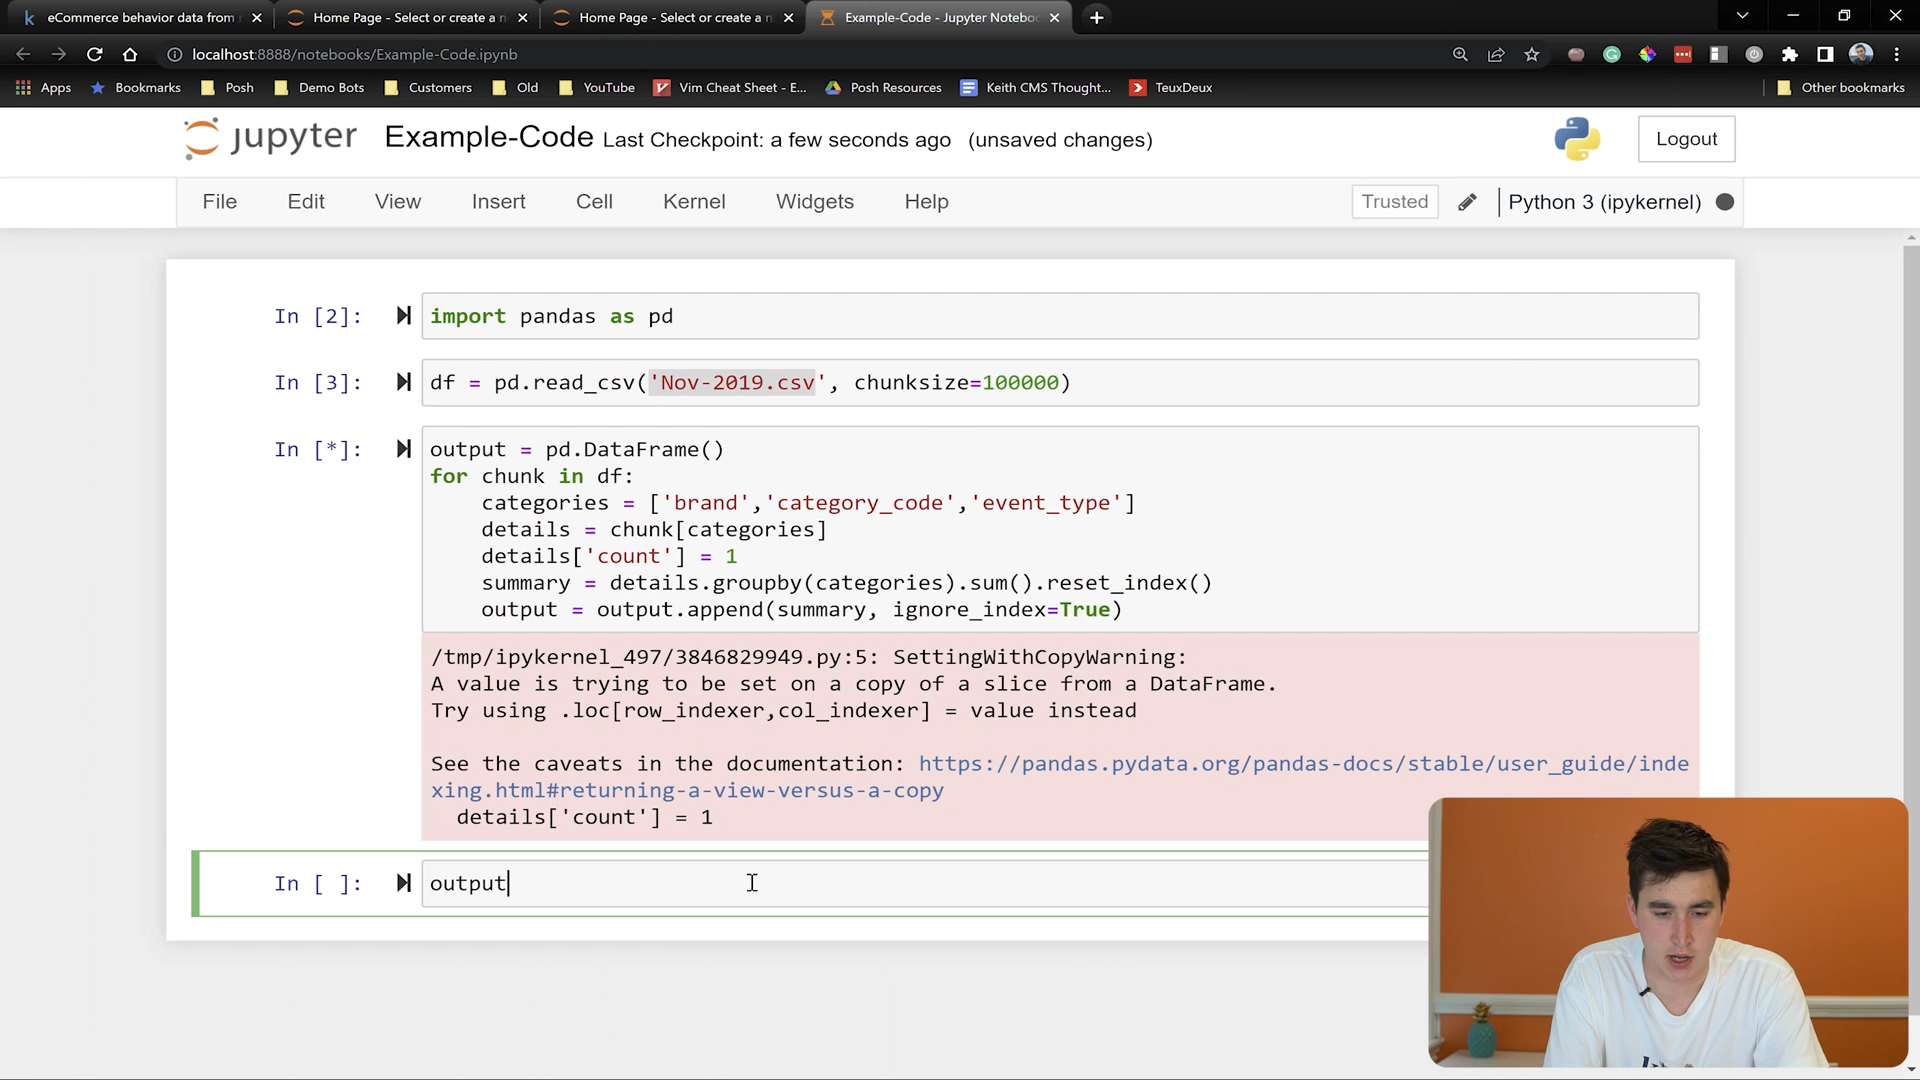 eCommerce behavior data from
Home Page - Select or create a n
Home Page - Select or create a n
Example-Code - Jupyter Notebo
localhost:8888/notebooks/Example-Code.ipynb
Apps Bookmarks Posh Demo Bots Customers Old YouTube Vim Cheat Sheet - E... Posh Resources Keith CMS Thought... TeuxDeux Other bookmarks
jupyter Example-Code Last Checkpoint: a few seconds ago (unsaved changes) Logout
File Edit View Insert Cell Kernel Widgets Help Trusted Python 3 (ipykernel)
In [2]: import pandas as pd
In [3]: df = pd.read_csv('Nov-2019.csv', chunksize=100000)
In [*]: output = pd.DataFrame()
for chunk in df:
    categories = ['brand','category_code','event_type']
    details = chunk[categories]
    details['count'] = 1
    summary = details.groupby(categories).sum().reset_index()
    output = output.append(summary, ignore_index=True)
/tmp/ipykernel_497/3846829949.py:5: SettingWithCopyWarning:
A value is trying to be set on a copy of a slice from a DataFrame.
Try using .loc[row_indexer,col_indexer] = value instead
See the caveats in the documentation: https://pandas.pydata.org/pandas-docs/stable/user_guide/inde
xing.html#returning-a-view-versus-a-copy
  details['count'] = 1
In [ ]: output